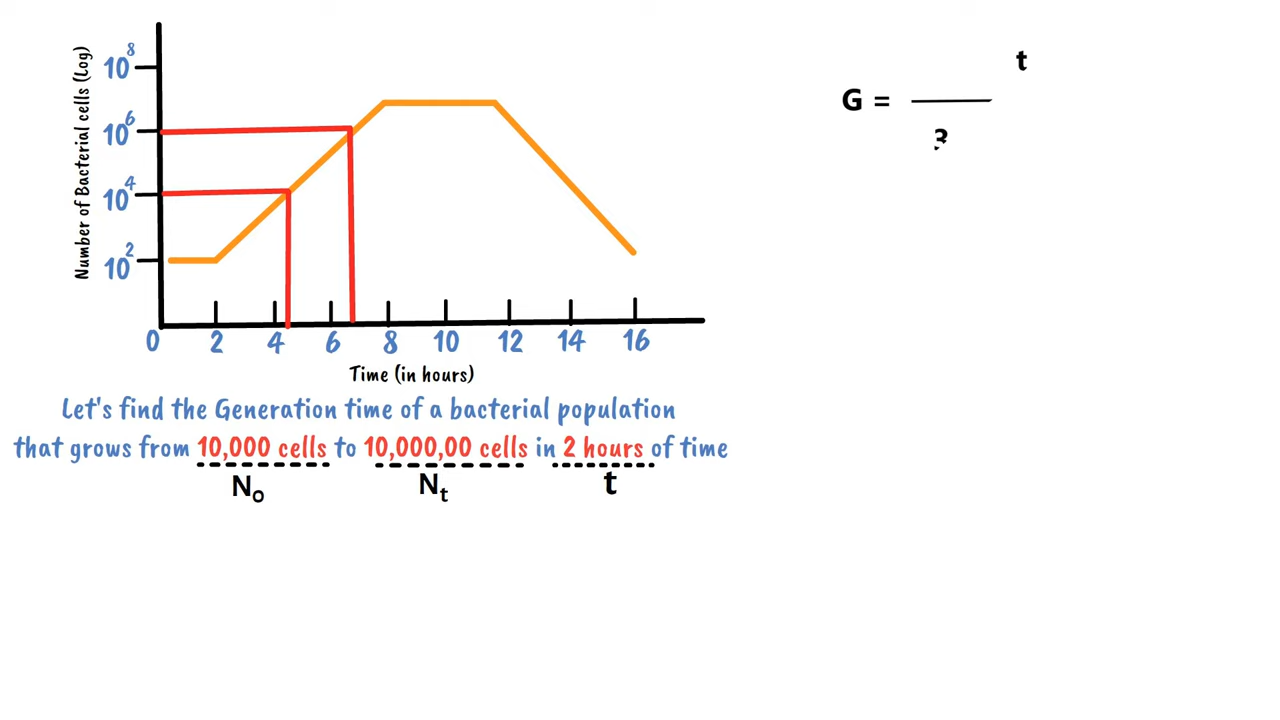 Number of Bacterial cells (Log)
10^8
10^6
10^4
10^2
0 2 4 6 8 10 12 14 16
Time (in hours)
Let's find the Generation time of a bacterial population
that grows from 10,000 cells to 10,000,00 cells in 2 hours of time
N₀ Nₜ t
t
G =